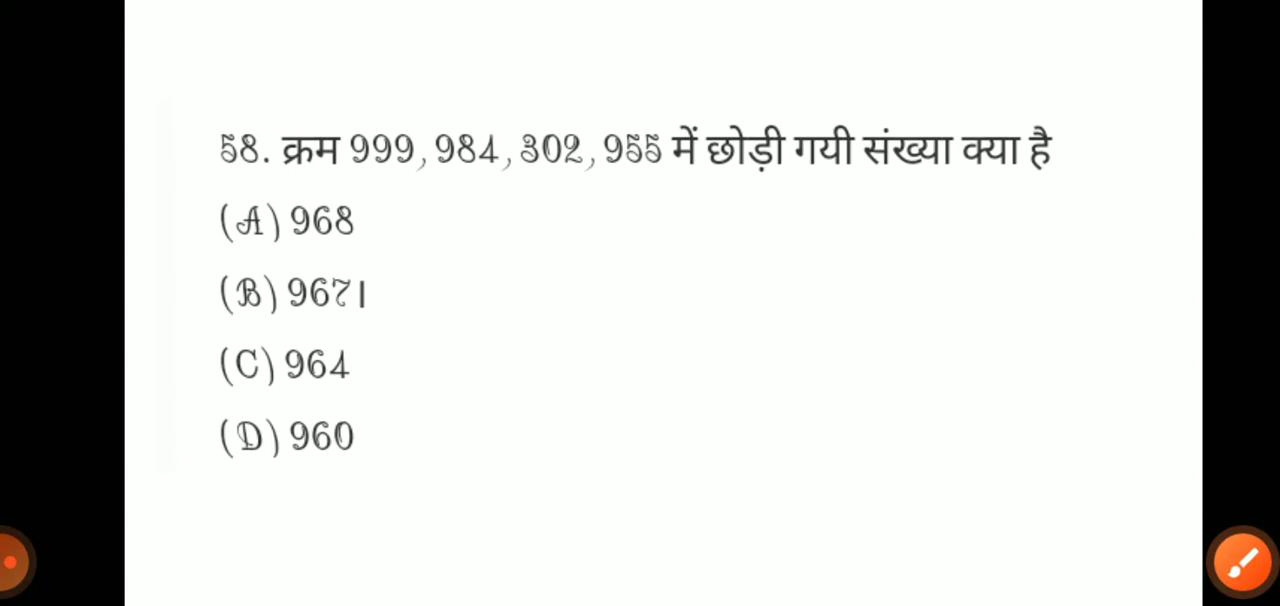 58. क्रम 999, 984, 302, 955 में छोड़ी गयी संख्या क्या है
(A) 968
(B) 967।
(C) 964
(D) 960